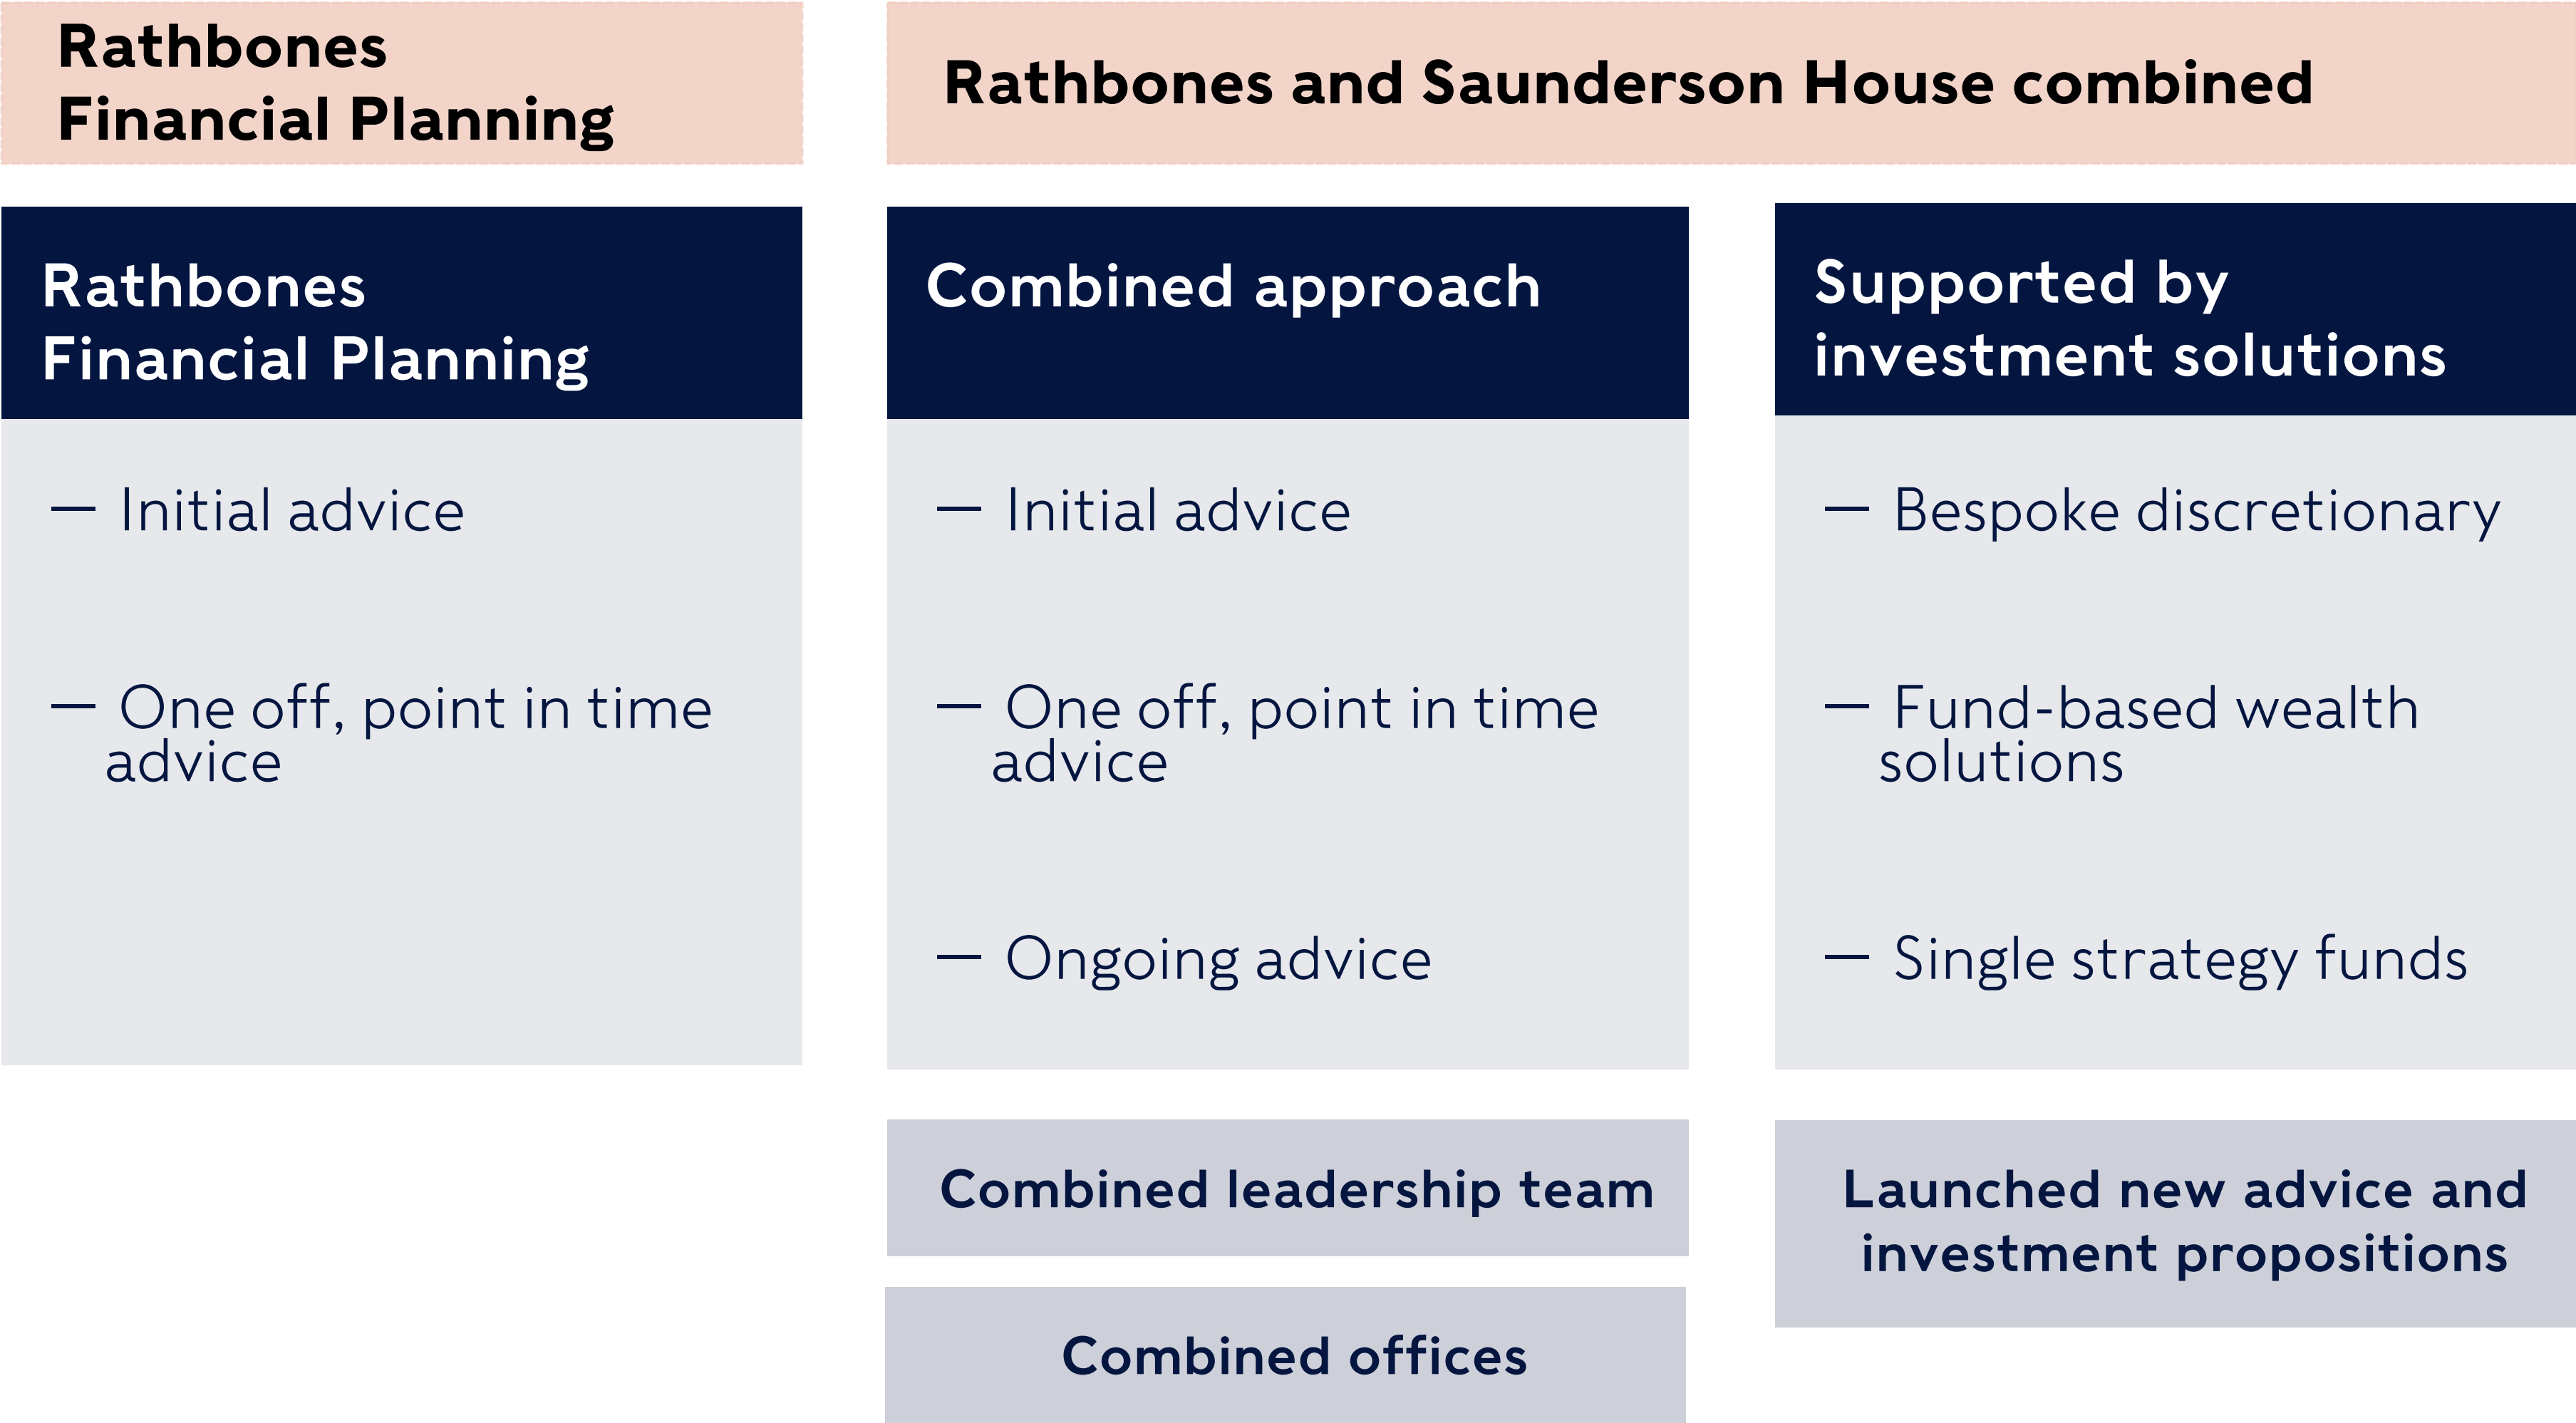 Rathbones
Financial Planning
Rathbones and Saunderson House combined
Rathbones
Financial Planning
— Initial advice
— One off, point in time
advice
Combined approach
— Initial advice
— One off, point in time
advice
— Ongoing advice
Combined leadership team
Combined offices
Supported by
investment solutions
— Bespoke discretionary
— Fund-based wealth
solutions
— Single strategy funds
Launched new advice and
investment propositions